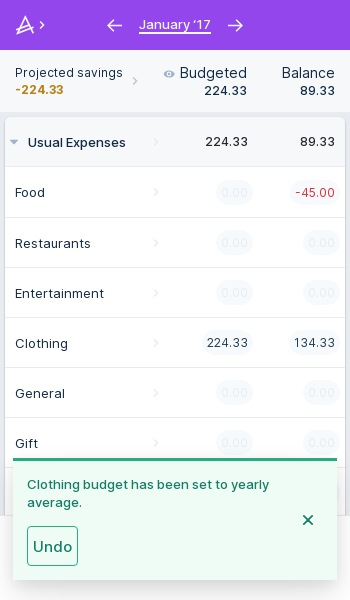 January ‘17
Projected savings
-224.33
Budgeted
224.33
Balance
89.33
Usual Expenses 224.33 89.33
Food 0.00 -45.00
Restaurants 0.00 0.00
Entertainment 0.00 0.00
Clothing 224.33 134.33
General 0.00 0.00
Gift 0.00 0.00
Clothing budget has been set to yearly
average.
Undo